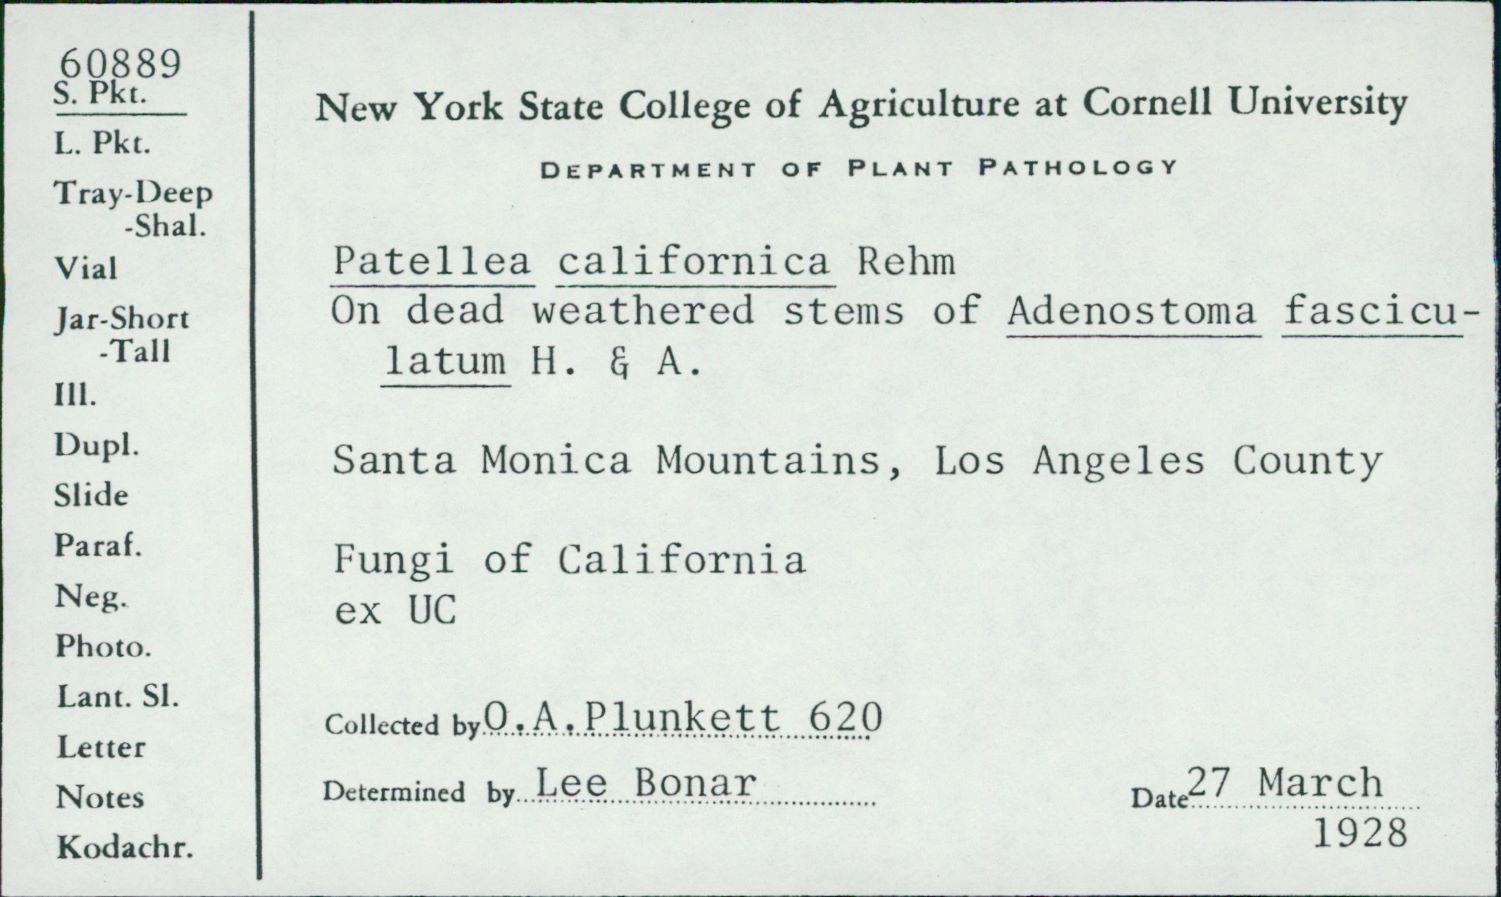 60889
S. Pkt.
L. Pkt.
Tray-Deep
-Shal.
Vial
Jar-Short
-Tall
Ill.
Dupl.
Slide
Paraf.
Neg.
Photo.
Lant. Sl.
Letter
Notes
Kodachr.
New York State College of Agriculture at Cornell University
DEPARTMENT OF PLANT PATHOLOGY
Patellea californica Rehm
On dead weathered stems of Adenostoma fascicu-
latum H. & A.
Santa Monica Mountains, Los Angeles County
Fungi of California
ex UC
Collected by O.A.Plunkett 620
Determined by Lee Bonar
Date 27 March
1928